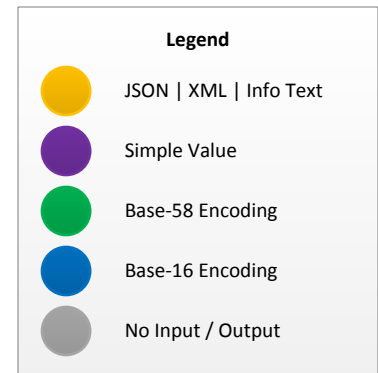 Legend
JSON | XML | Info Text
Simple Value
Base-58 Encoding
Base-16 Encoding
No Input / Output